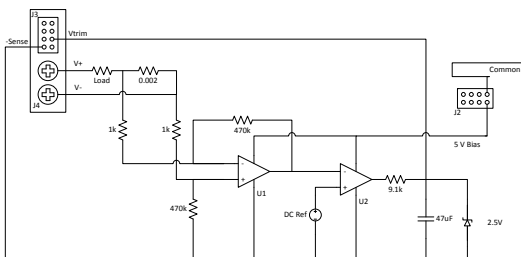 J3
-Sense
Vtrim
V+
Load
0.002
V-
J4
Common
J2
1k
1k
470k
5 V Bias
-
+
U1
-
+
U2
9.1k
470k
DC Ref
47uF
2.5V